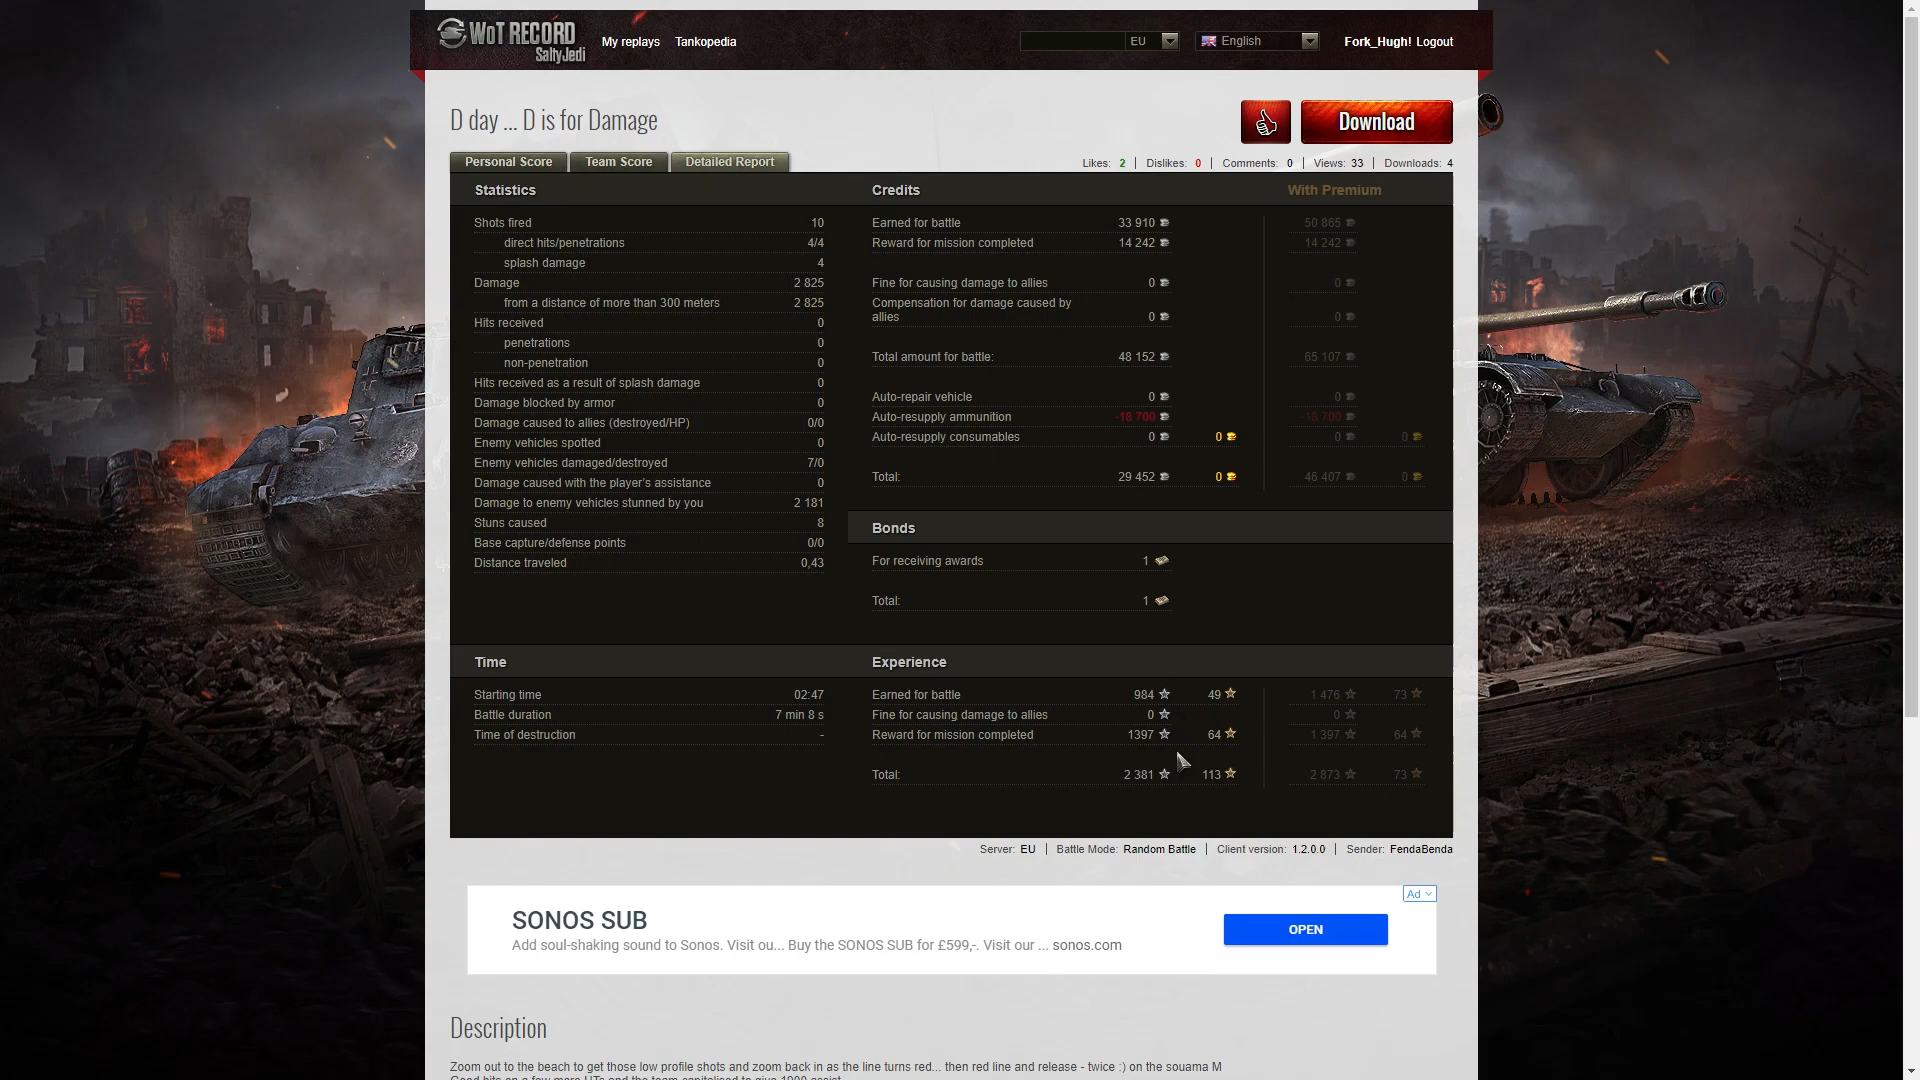 WoT RECORD
SaltyJedi
My replays Tankopedia
EU English Fork_Hugh! Logout
D day ... D is for Damage
Download
Personal Score Team Score Detailed Report
Likes: 2 | Dislikes: 0 | Comments: 0 | Views: 33 | Downloads: 4
Statistics
Shots fired 10
direct hits/penetrations 4/4
splash damage 4
Damage 2 825
from a distance of more than 300 meters 2 825
Hits received 0
penetrations 0
non-penetration 0
Hits received as a result of splash damage 0
Damage blocked by armor 0
Damage caused to allies (destroyed/HP) 0/0
Enemy vehicles spotted 0
Enemy vehicles damaged/destroyed 7/0
Damage caused with the player's assistance 0
Damage to enemy vehicles stunned by you 2 181
Stuns caused 8
Base capture/defense points 0/0
Distance traveled 0,43
Credits With Premium
Earned for battle 33 910 50 865
Reward for mission completed 14 242 14 242
Fine for causing damage to allies 0 0
Compensation for damage caused by
allies 0 0
Total amount for battle: 48 152 65 107
Auto-repair vehicle 0 0
Auto-resupply ammunition -18 700 -18 700
Auto-resupply consumables 0 0 0 0
Total: 29 452 0 46 407 0
Bonds
For receiving awards 1
Total: 1
Time
Starting time 02:47
Battle duration 7 min 8 s
Time of destruction -
Experience
Earned for battle 984 49 1 476 73
Fine for causing damage to allies 0 0
Reward for mission completed 1397 64 1 397 64
Total: 2 381 113 2 873 73
Server: EU | Battle Mode: Random Battle | Client version: 1.2.0.0 | Sender: FendaBenda
Ad
SONOS SUB
Add soul-shaking sound to Sonos. Visit ou... Buy the SONOS SUB for £599,-. Visit our ... sonos.com
OPEN
Description
Zoom out to the beach to get those low profile shots and zoom back in as the line turns red... then red line and release - twice :) on the souama M
Good hits on a few more HTs and the team capitalised to give 1900 assist